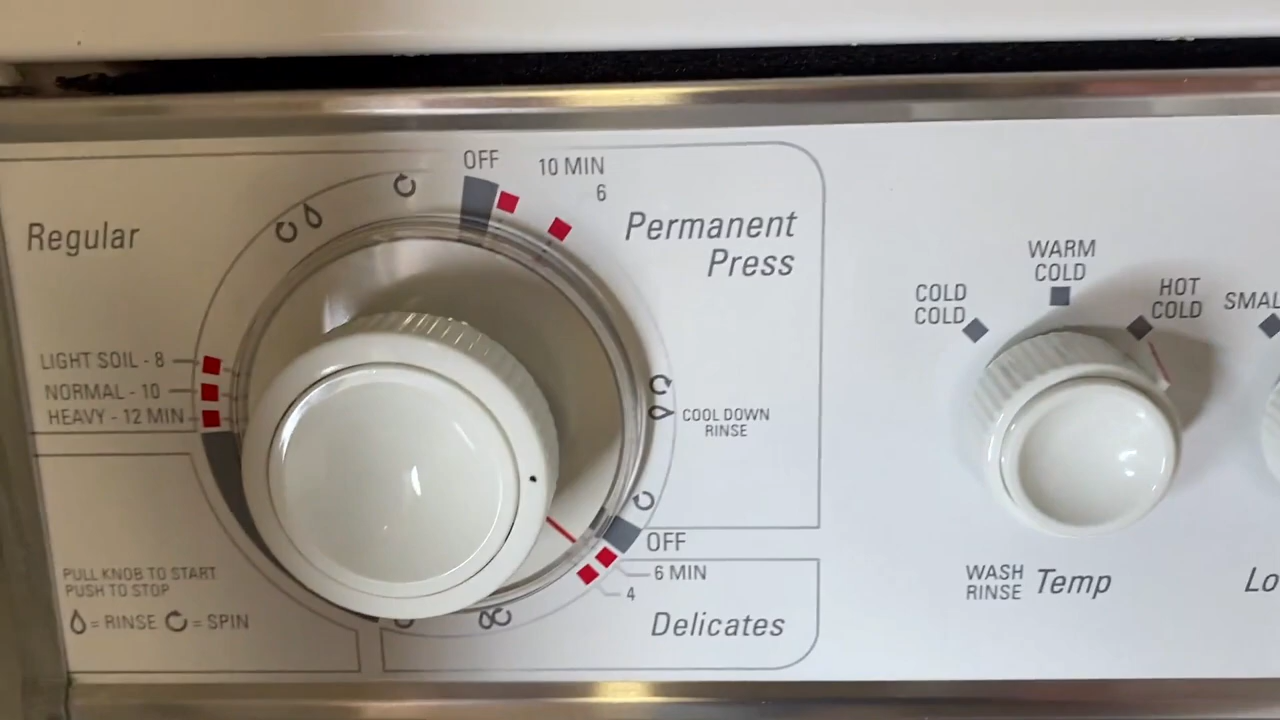 OFF
10 MIN
6
Regular
Permanent
Press
LIGHT SOIL - 8
NORMAL - 10
HEAVY - 12 MIN
COOL DOWN
RINSE
OFF
6 MIN
4
Delicates
PULL KNOB TO START
PUSH TO STOP
= RINSE = SPIN
WARM
COLD
COLD
COLD
HOT
COLD
SMAL
WASH
RINSE
Temp
Lo